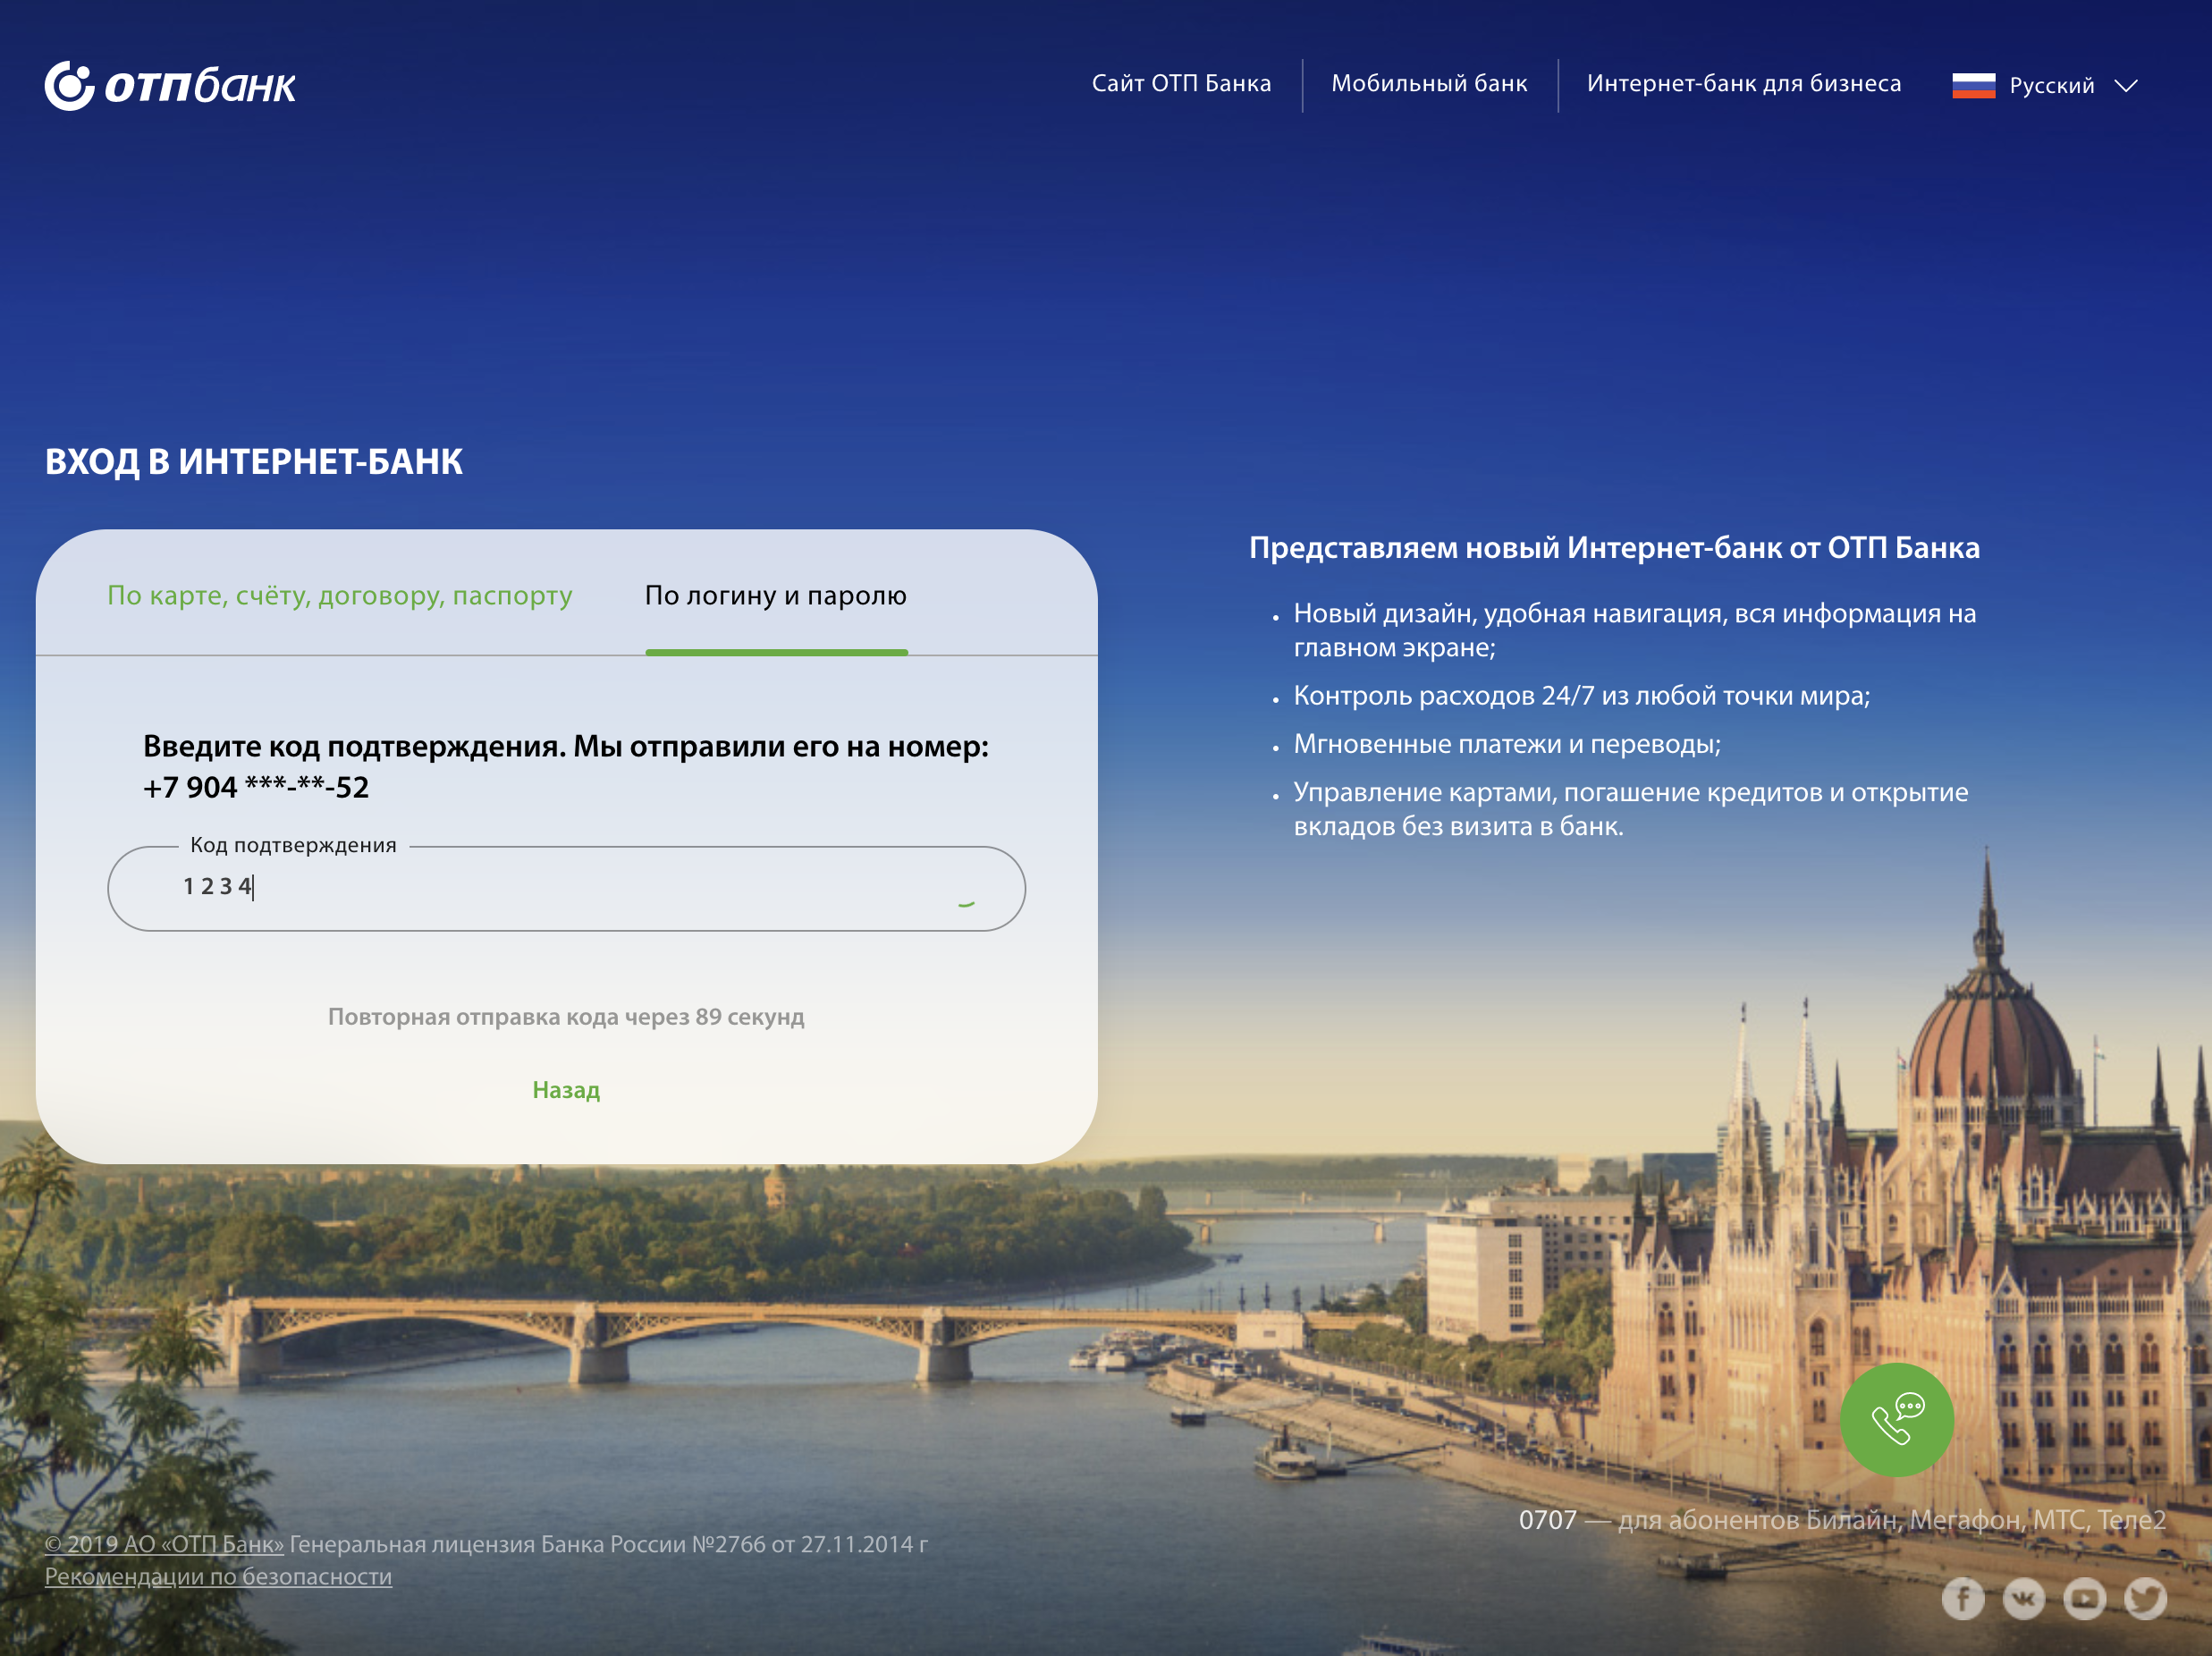 отпбанк
Сайт ОТП Банка
Мобильный банк
Интернет-банк для бизнеса
Русский
ВХОД В ИНТЕРНЕТ-БАНК
По карте, счёту, договору, паспорту
По логину и паролю
Введите код подтверждения. Мы отправили его на номер:
+7 904 ***-**-52
Код подтверждения
1 2 3 4
Повторная отправка кода через 89 секунд
Назад
Представляем новый Интернет-банк от ОТП Банка
• Новый дизайн, удобная навигация, вся информация на
главном экране;
• Контроль расходов 24/7 из любой точки мира;
• Мгновенные платежи и переводы;
• Управление картами, погашение кредитов и открытие
вкладов без визита в банк.
0707 — для абонентов Билайн, Мегафон, МТС, Теле2
© 2019 АО «ОТП Банк» Генеральная лицензия Банка России №2766 от 27.11.2014 г
Рекомендации по безопасности